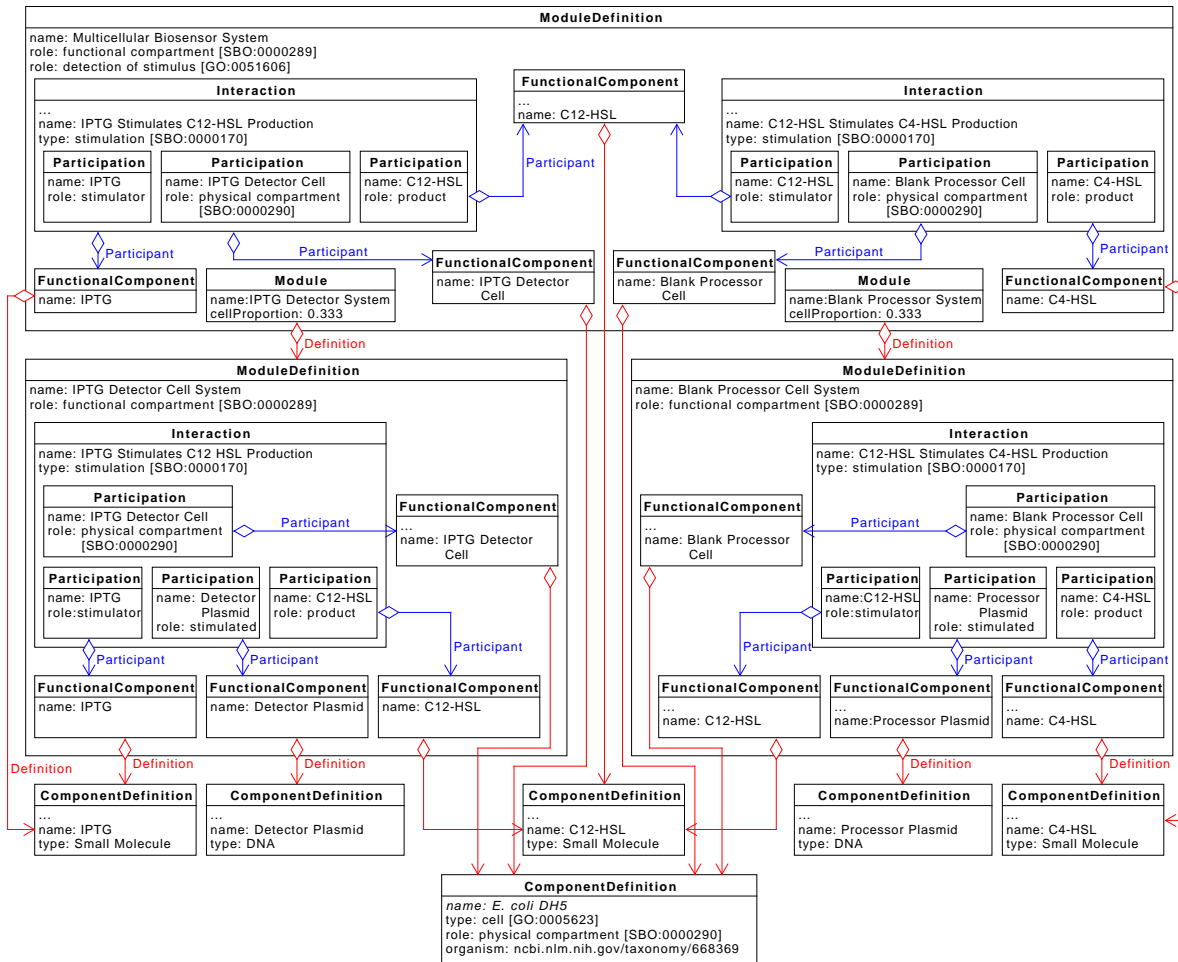 ModuleDefinition
name: Multicellular Biosensor System
role: functional compartment [SBO:0000289]
role: detection of stimulus [GO:0051606]
Interaction
...
name: IPTG Stimulates C12-HSL Production
type: stimulation [SBO:0000170]
Participation
name: IPTG
role: stimulator
Participation
name: IPTG Detector Cell
role: physical compartment
[SBO:0000290]
Participation
name: C12-HSL
role: product
FunctionalComponent
...
name: C12-HSL
Participant
Interaction
...
name: C12-HSL Stimulates C4-HSL Production
type: stimulation [SBO:0000170]
Participation
name: C12-HSL
role: stimulator
Participation
name: Blank Processor Cell
role: physical compartment
[SBO:0000290]
Participation
name: C4-HSL
role: product
Participant
Participant
Participant
Participant
FunctionalComponent
name: IPTG
Module
name:IPTG Detector System
cellProportion: 0.333
FunctionalComponent
name: IPTG Detector
Cell
FunctionalComponent
name: Blank Processor
Cell
Module
name:Blank Processor System
cellProportion: 0.333
FunctionalComponent
name: C4-HSL
Definition
Definition
ModuleDefinition
name: IPTG Detector Cell System
role: functional compartment [SBO:0000289]
Interaction
name: IPTG Stimulates C12 HSL Production
type: stimulation [SBO:0000170]
Participation
name: IPTG Detector Cell
role: physical compartment
[SBO:0000290]
Participant
FunctionalComponent
...
name: IPTG Detector
Cell
Participation
name: IPTG
role:stimulator
Participation
name: Detector
Plasmid
role: stimulated
Participation
name: C12-HSL
role: product
Participant
Participant
FunctionalComponent
name: IPTG
FunctionalComponent
name: Detector Plasmid
FunctionalComponent
name: C12-HSL
ModuleDefinition
name: Blank Processor Cell System
role: functional compartment [SBO:0000289]
Interaction
name: C12-HSL Stimulates C4-HSL Production
type: stimulation [SBO:0000170]
FunctionalComponent
...
name: Blank Processor
Cell
Participant
Participation
name: Blank Processor Cell
role: physical compartment
[SBO:0000290]
Participation
name:C12-HSL
role:stimulator
Participation
name: Processor
Plasmid
role: stimulated
Participation
name: C4-HSL
role: product
Participant
Participant
FunctionalComponent
...
name: C12-HSL
FunctionalComponent
...
name:Processor Plasmid
FunctionalComponent
...
name: C4-HSL
Definition
Definition
Definition
Definition
Definition
ComponentDefinition
...
name: IPTG
type: Small Molecule
ComponentDefinition
...
name: Detector Plasmid
type: DNA
ComponentDefinition
...
name: C12-HSL
type: Small Molecule
ComponentDefinition
...
name: Processor Plasmid
type: DNA
ComponentDefinition
...
name: C4-HSL
type: Small Molecule
ComponentDefinition
name: E. coli DH5
type: cell [GO:0005623]
role: physical compartment [SBO:0000290]
organism: ncbi.nlm.nih.gov/taxonomy/668369